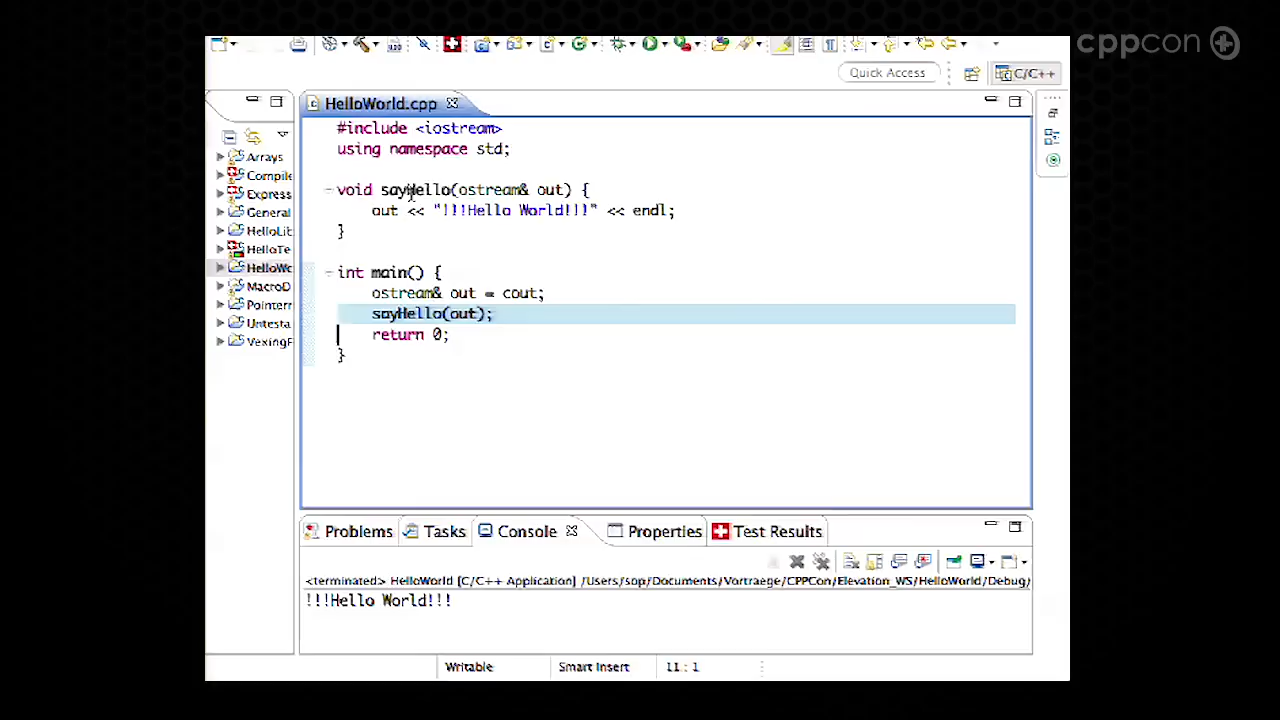 cppcon
Quick Access
C/C++
HelloWorld.cpp
#include <iostream>
using namespace std;
void sayHello(ostream& out) {
out << "!!!Hello World!!!" << endl;
}
int main() {
ostream& out = cout;
sayHello(out);
return 0;
}
Arrays
Compile
Express
General
HelloLib
HelloTe
HelloWo
MacroD
Pointerr
Untesta
VexingF
Problems
Tasks
Console
Properties
Test Results
<terminated> HelloWorld [C/C++ Application] /Users/sop/Documents/Vortraege/CPPCon/Elevation_WS/HelloWorld/Debug/
!!!Hello World!!!
Writable
Smart Insert
11 : 1